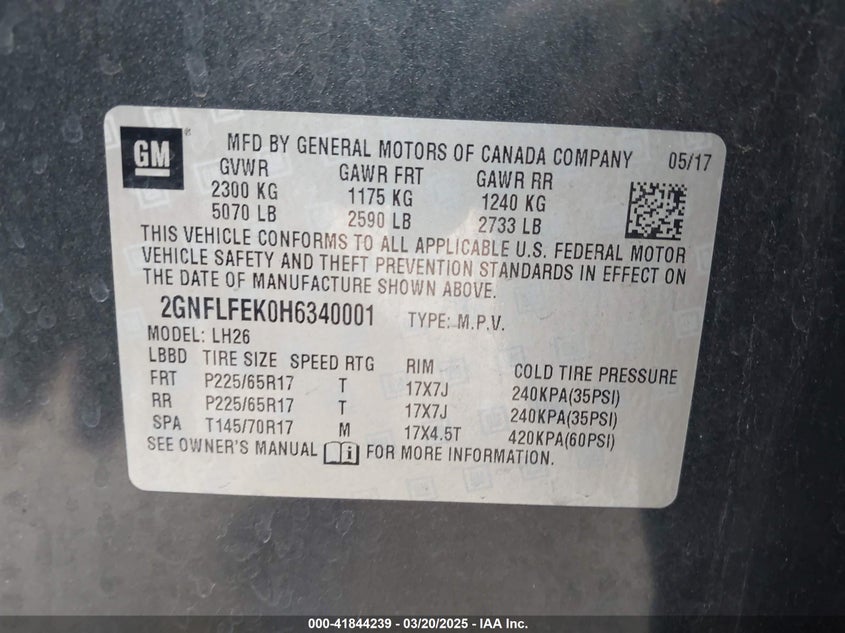 GM ®
MFD BY GENERAL MOTORS OF CANADA COMPANY 05/17
GVWR GAWR FRT GAWR RR
2300 KG 1175 KG 1240 KG
5070 LB 2590 LB 2733 LB
THIS VEHICLE CONFORMS TO ALL APPLICABLE U.S. FEDERAL MOTOR
VEHICLE SAFETY AND THEFT PREVENTION STANDARDS IN EFFECT ON
THE DATE OF MANUFACTURE SHOWN ABOVE.
2GNFLFEK0H6340001 TYPE: M.P.V.
MODEL: LH26
LBBD TIRE SIZE SPEED RTG RIM COLD TIRE PRESSURE
FRT P225/65R17 T 17X7J 240KPA(35PSI)
RR P225/65R17 T 17X7J 240KPA(35PSI)
SPA T145/70R17 M 17X4.5T 420KPA(60PSI)
SEE OWNER'S MANUAL i FOR MORE INFORMATION.
000-41844239 - 03/20/2025 - IAA Inc.